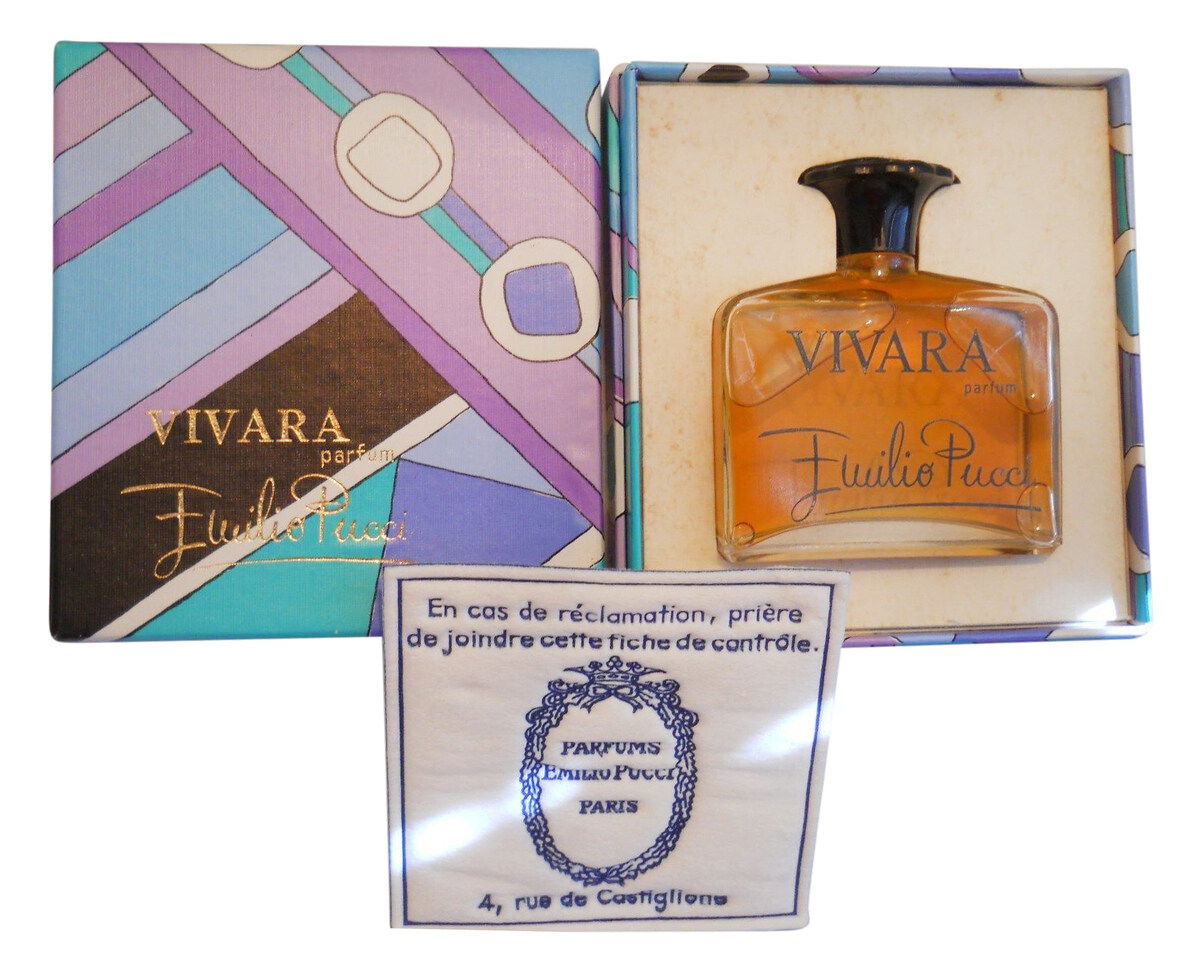 VIVARA
parfum
Emilio Pucci
VIVARA
parfum
Emilio Pucci
En cas de réclamation, prière
de joindre cette fiche de contrôle.
PARFUMS
EMILIO PUCCI
PARIS
4, rue de Castiglione